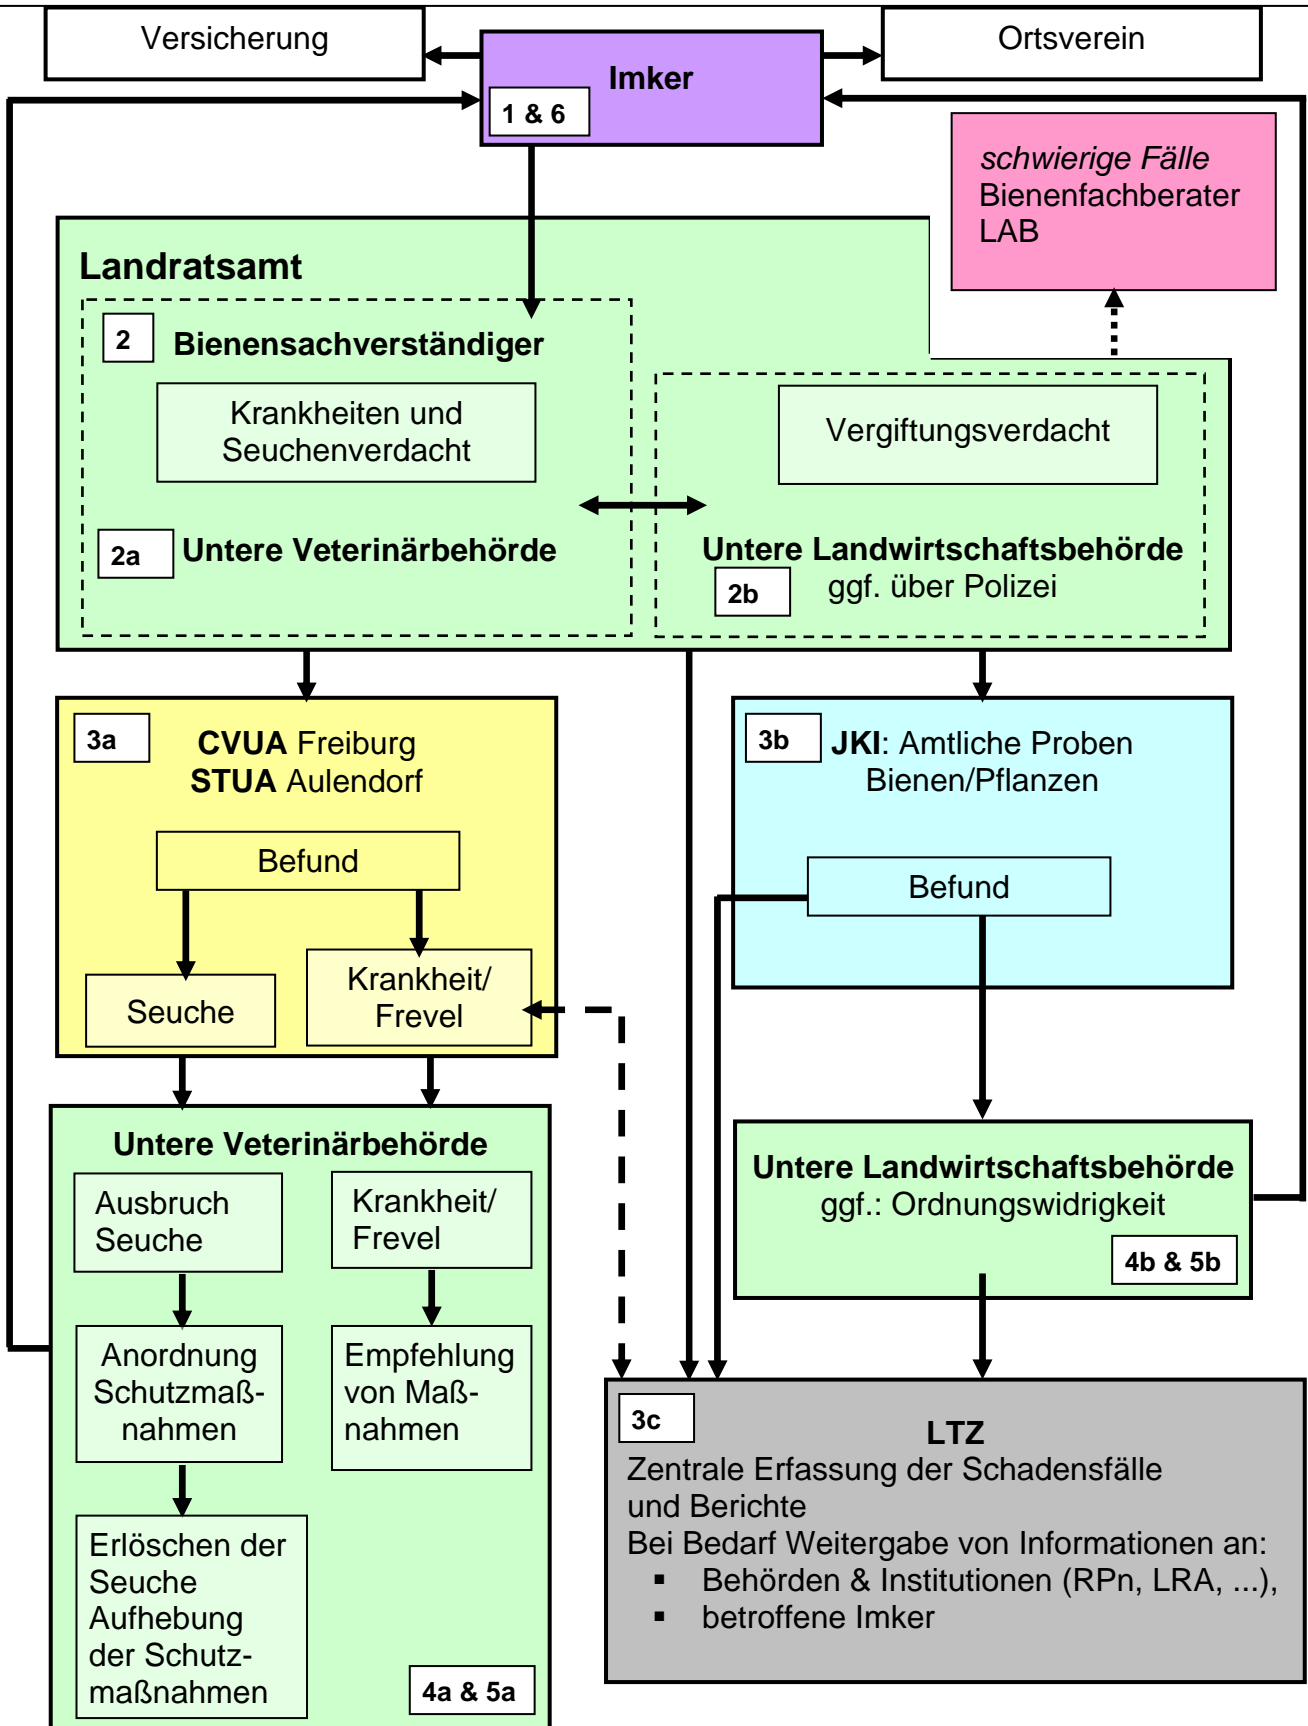 Versicherung
Imker
1 & 6
Ortsverein
schwierige Fälle
Bienenfachberater
LAB
Landratsamt
2
Bienensachverständiger
Krankheiten und
Seuchenverdacht
2a
Untere Veterinärbehörde
Vergiftungsverdacht
Untere Landwirtschaftsbehörde
2b
ggf. über Polizei
3a
CVUA Freiburg
STUA Aulendorf
Befund
Seuche
Krankheit/
Frevel
3b
JKI: Amtliche Proben
Bienen/Pflanzen
Befund
Untere Veterinärbehörde
Ausbruch
Seuche
Krankheit/
Frevel
Anordnung
Schutzmaß-
nahmen
Empfehlung
von Maß-
nahmen
Erlöschen der
Seuche
Aufhebung
der Schutz-
maßnahmen
4a & 5a
Untere Landwirtschaftsbehörde
ggf.: Ordnungswidrigkeit
4b & 5b
3c
LTZ
Zentrale Erfassung der Schadensfälle
und Berichte
Bei Bedarf Weitergabe von Informationen an:
▪ Behörden & Institutionen (RPn, LRA, ...),
▪ betroffene Imker